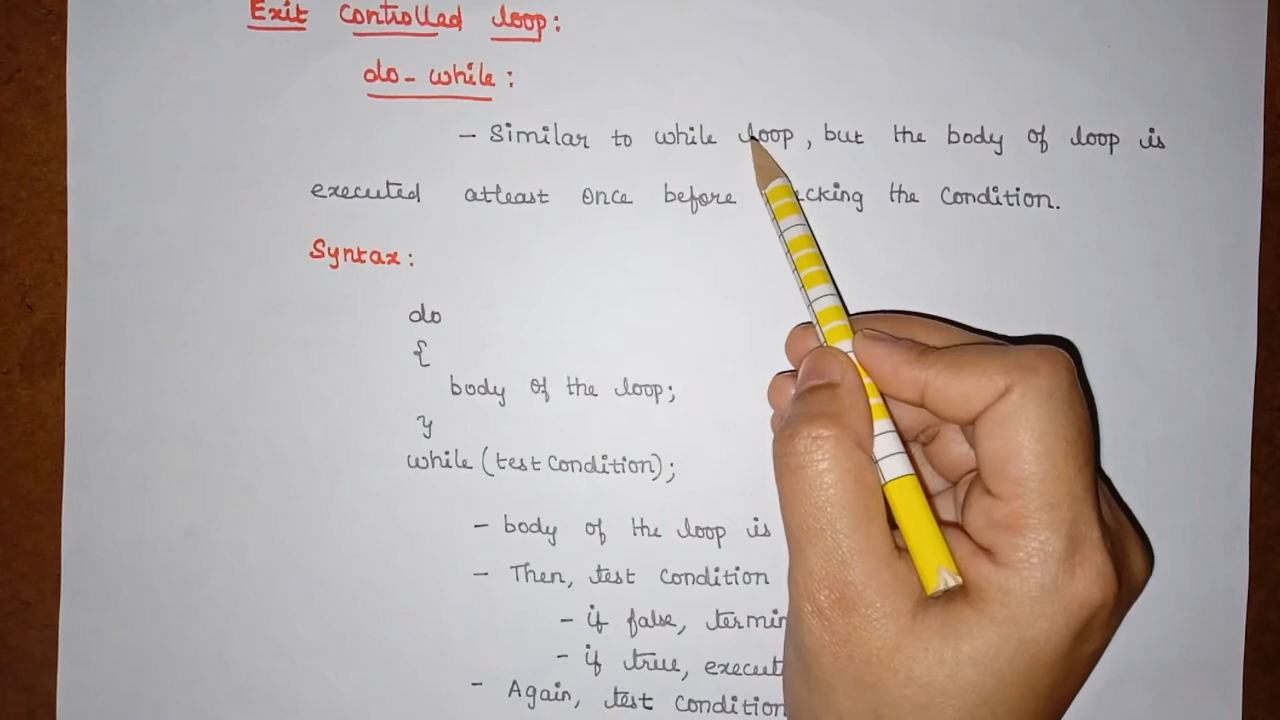 Exit controlled loop:
do-while:
- Similar to while loop, but the body of loop is
executed atleast once before the condition.
Syntax:
do
{
body of the loop;
}
while (test condition);
- body of the loop is
- Then, test condition
- if false,
- if true,
- Again, test condition